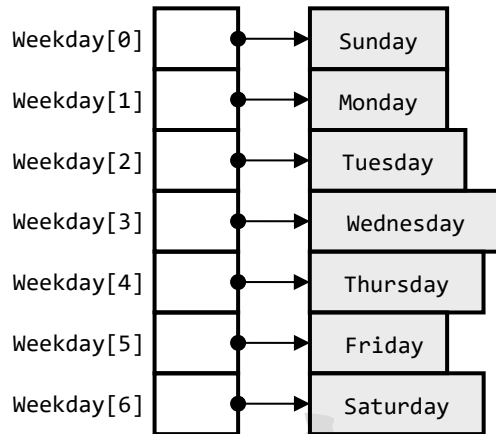 Weekday[0] Sunday
Weekday[1] Monday
Weekday[2] Tuesday
Weekday[3] Wednesday
Weekday[4] Thursday
Weekday[5] Friday
Weekday[6] Saturday